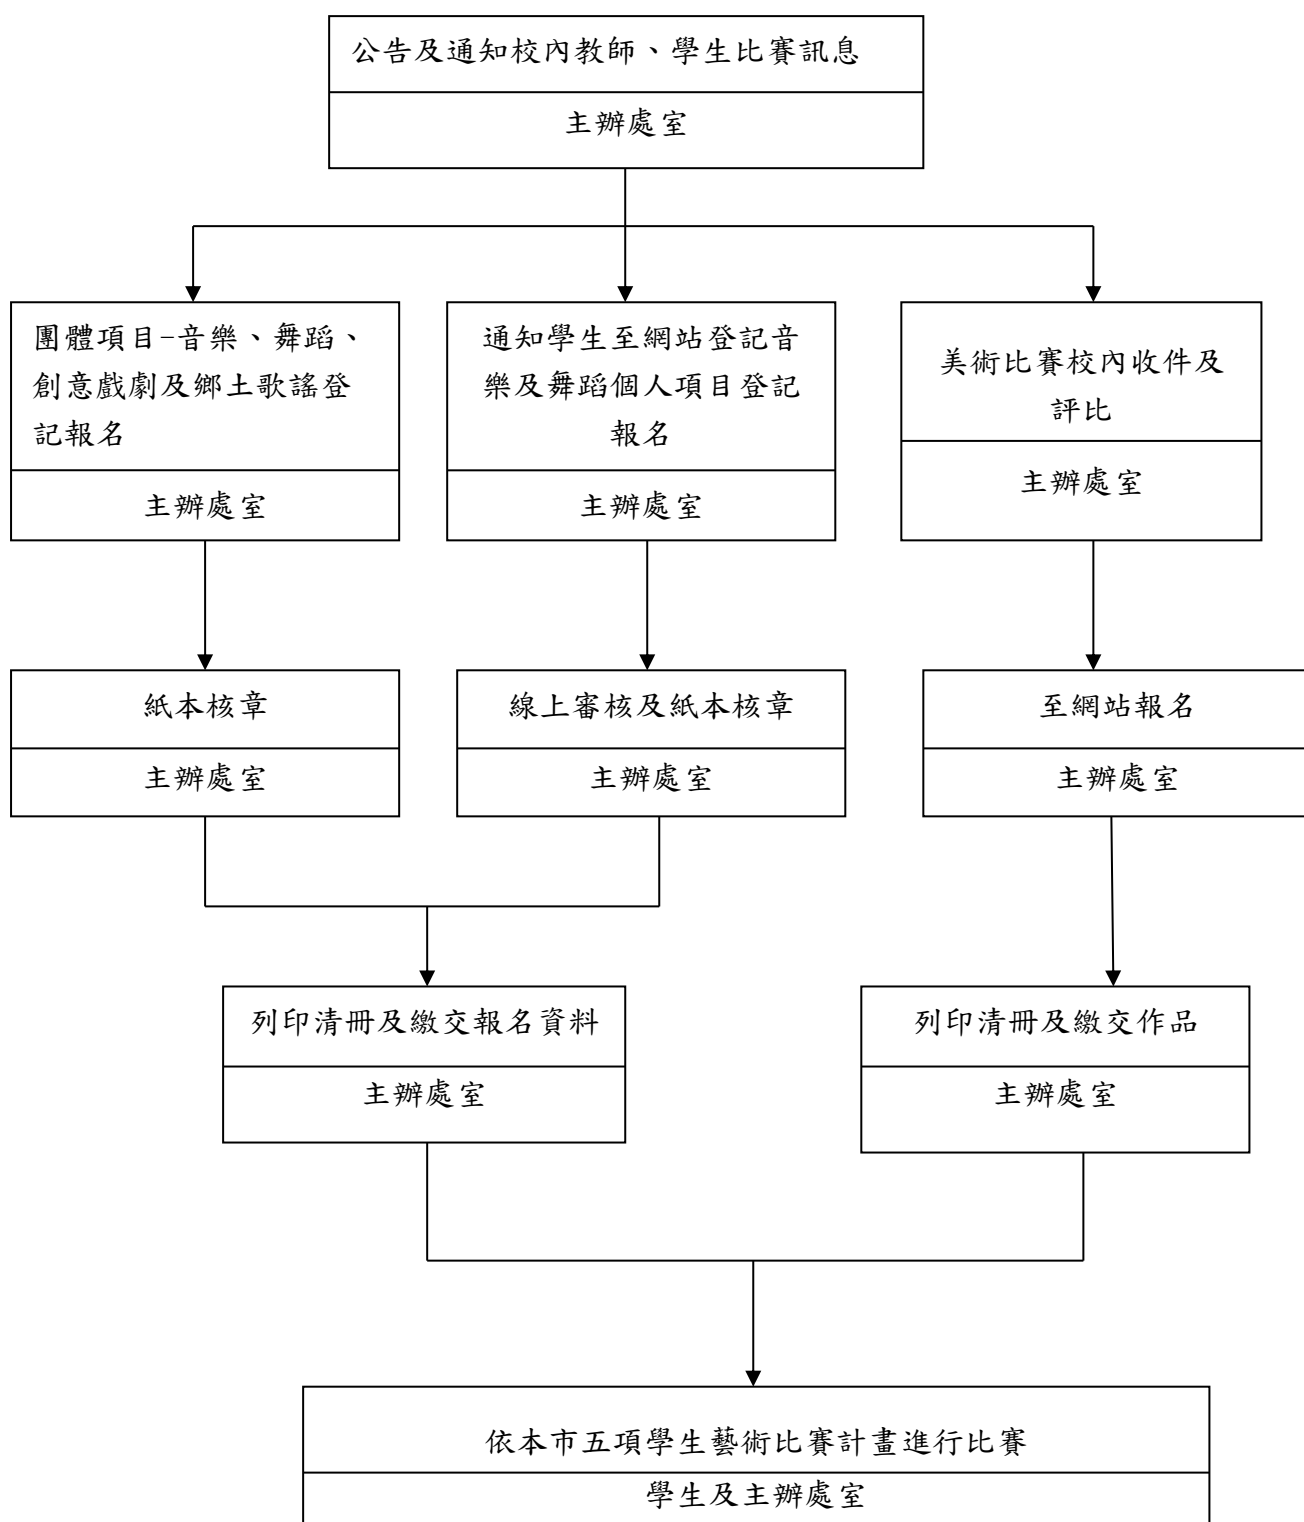 公告及通知校內教師、學生比賽訊息
主辦處室
團體項目-音樂、舞蹈、
創意戲劇及鄉土歌謠登
記報名
主辦處室
通知學生至網站登記音
樂及舞蹈個人項目登記
報名
主辦處室
美術比賽校內收件及
評比
主辦處室
紙本核章
主辦處室
線上審核及紙本核章
主辦處室
至網站報名
主辦處室
列印清冊及繳交報名資料
主辦處室
列印清冊及繳交作品
主辦處室
依本市五項學生藝術比賽計畫進行比賽
學生及主辦處室